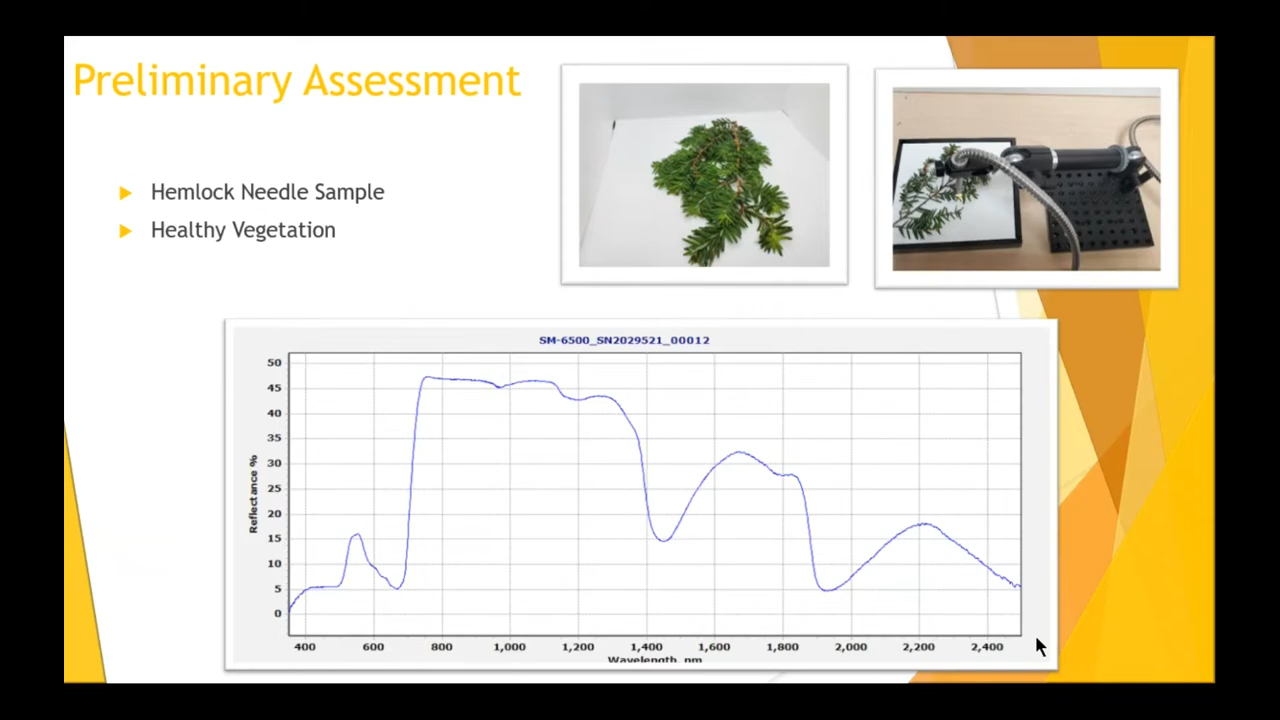 Preliminary Assessment
Hemlock Needle Sample
Healthy Vegetation
SM-6500_SN2029521_00012
50
45
40
35
30
25
20
15
10
5
0
Reflectance %
400 600 800 1,000 1,200 1,400 1,600 1,800 2,000 2,200 2,400
Wavelength, nm